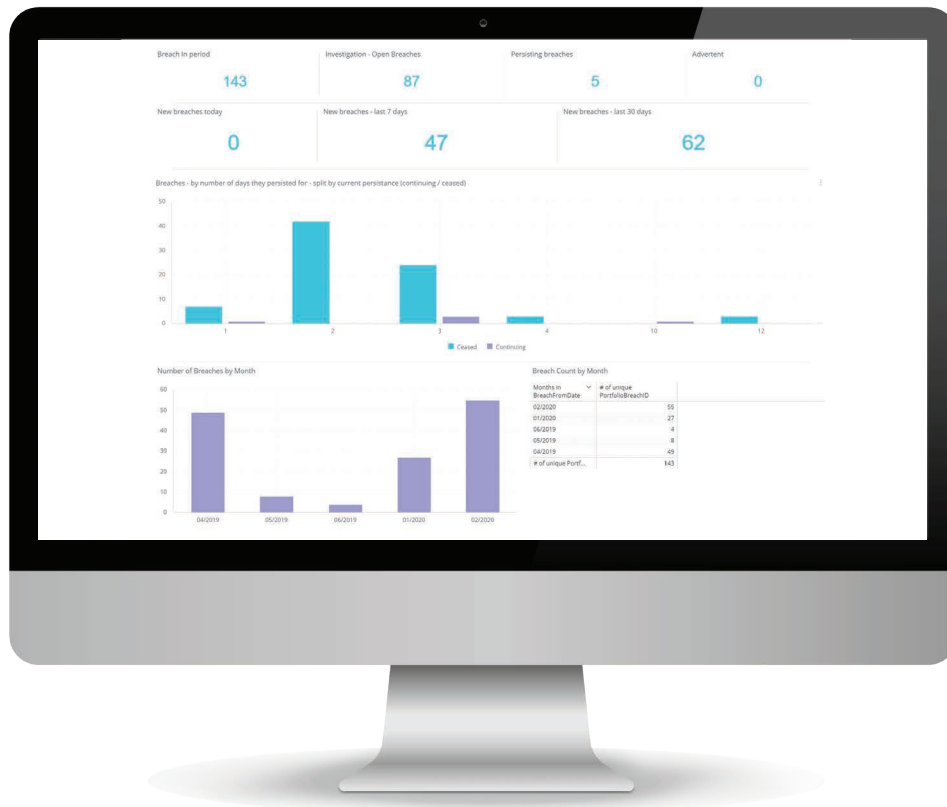 Breach In period
Investigation - Open Breaches
Persisting breaches
Advertent
143
87
5
0
New breaches today
New breaches - last 7 days
New breaches - last 30 days
0
47
62
Breaches - by number of days they persisted for - split by current persistance (continuing / ceased)
50
40
30
20
10
0
1
2
3
4
10
12
Ceased
Continuing
Number of Breaches by Month
60
50
40
30
20
10
0
04/2019
05/2019
06/2019
01/2020
02/2020
Breach Count by Month
Months in BreachFromDate
# of unique PortfolioBreachID
02/2020 55
01/2020 27
06/2019 4
05/2019 8
04/2019 49
# of unique Portf... 143